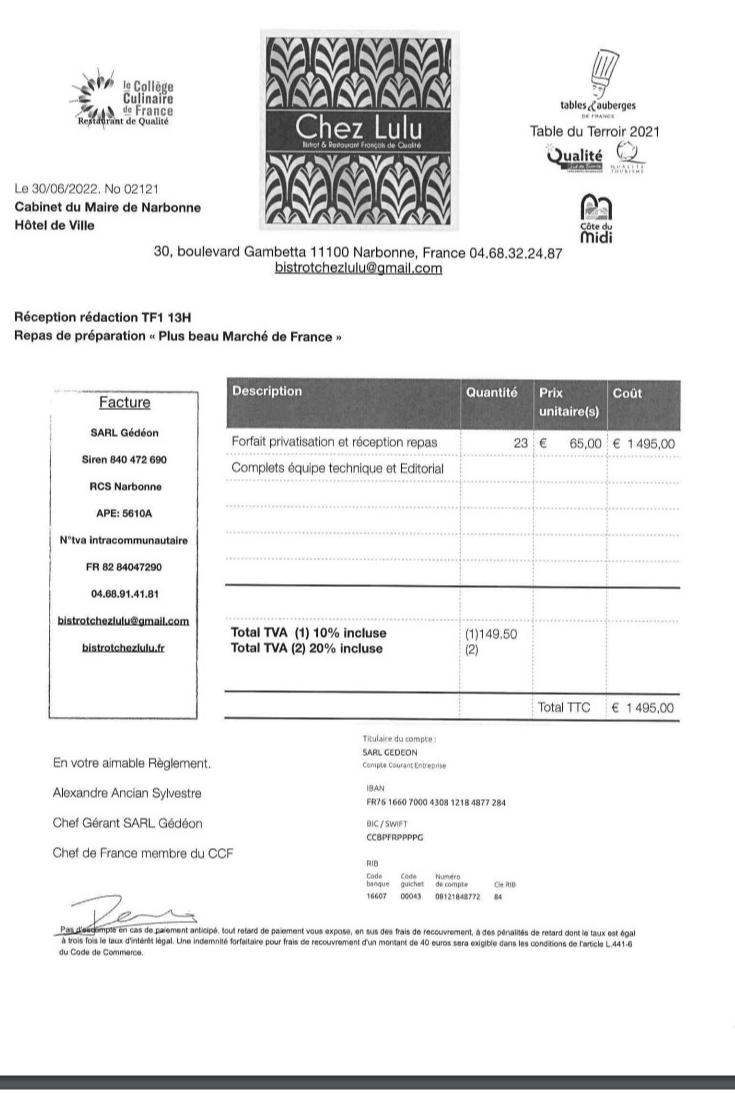 le Collège
Culinaire
de France
Restaurant de Qualité
Chez Lulu
Bistrot & Restaurant Français de Qualité
tables & auberges
DE FRANCE
Table du Terroir 2021
Qualité
QUALITÉ
TOURISME
Côte du
midi
Le 30/06/2022, No 02121
Cabinet du Maire de Narbonne
Hôtel de Ville
30, boulevard Gambetta 11100 Narbonne, France 04.68.32.24.87
bistrotchezlulu@gmail.com
Réception rédaction TF1 13H
Repas de préparation « Plus beau Marché de France »
Facture
SARL Gédéon
Siren 840 472 690
RCS Narbonne
APE: 5610A
N°tva intracommunautaire
FR 82 84047290
04.68.91.41.81
bistrotchezlulu@gmail.com
bistrotchezlulu.fr
Description Quantité Prix unitaire(s) Coût
Forfait privatisation et réception repas 23 € 65,00 € 1 495,00
Complets équipe technique et Editorial
Total TVA (1) 10% incluse (1)149.50
Total TVA (2) 20% incluse (2)
Total TTC € 1 495,00
En votre aimable Règlement.
Alexandre Ancian Sylvestre
Chef Gérant SARL Gédéon
Chef de France membre du CCF
Titulaire du compte :
SARL GEDEON
Compte Courant Entreprise
IBAN
FR76 1660 7000 4308 1218 4877 284
BIC / SWIFT
CCBPFRPPPPG
RIB
Code banque Code guichet Numéro de compte Clé RIB
16607 00043 08121848772 84
Pas d'escompte en cas de paiement anticipé, tout retard de paiement vous expose, en sus des frais de recouvrement, à des pénalités de retard dont le taux est égal
à trois fois le taux d'intérêt légal. Une indemnité forfaitaire pour frais de recouvrement d'un montant de 40 euros sera exigible dans les conditions de l'article L.441-6
du Code de Commerce.